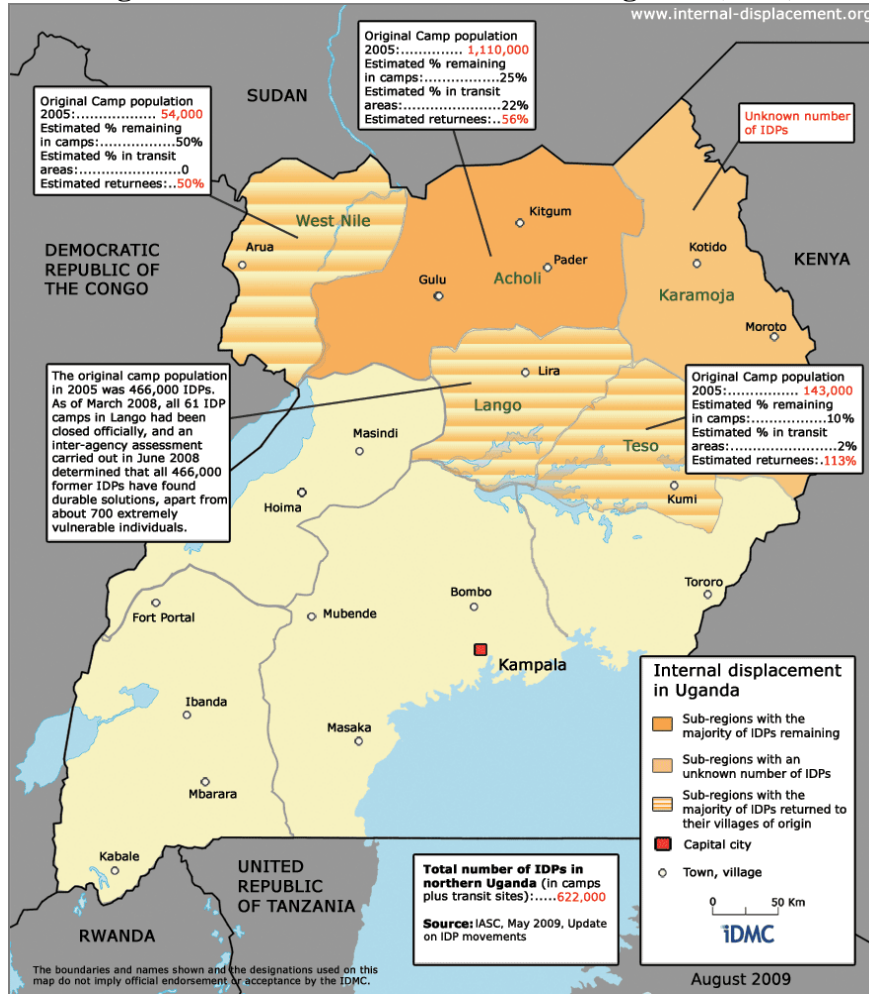 www.internal-displacement.org
Original Camp population
2005:.............. 1,110,000
Estimated % remaining
in camps:...................25%
Estimated % in transit
areas:.......................22%
Estimated returnees:..56%
SUDAN
Original Camp population
2005:.................. 54,000
Estimated % remaining
in camps:.................50%
Estimated % in transit
areas:........................0
Estimated returnees:..50%
Unknown number
of IDPs
West Nile
Kitgum
Arua
DEMOCRATIC
REPUBLIC OF
THE CONGO
Kotido
KENYA
Pader
Gulu
Acholi
Karamoja
Moroto
The original camp population
in 2005 was 466,000 IDPs.
As of March 2008, all 61 IDP
camps in Lango had been
closed officially, and an
inter-agency assessment
carried out in June 2008
determined that all 466,000
former IDPs have found
durable solutions, apart from
about 700 extremely
vulnerable individuals.
Lira
Lango
Original Camp population
2005:................ 143,000
Estimated % remaining
in camps:....................10%
Estimated % in transit
areas:.........................2%
Estimated returnees:.113%
Masindi
Teso
Hoima
Kumi
Fort Portal
Mubende
Bombo
Tororo
Kampala
Ibanda
Masaka
Mbarara
Kabale
Internal displacement
in Uganda
Sub-regions with the
majority of IDPs remaining
Sub-regions with an
unknown number of IDPs
Sub-regions with the
majority of IDPs returned to
their villages of origin
Capital city
Town, village
0 50 Km
iDMC
UNITED
REPUBLIC
OF TANZANIA
RWANDA
Total number of IDPs in
northern Uganda (in camps
plus transit sites):.....622,000
Source: IASC, May 2009, Update
on IDP movements
The boundaries and names shown and the designations used on this
map do not imply official endorsement or acceptance by the IDMC.
August 2009